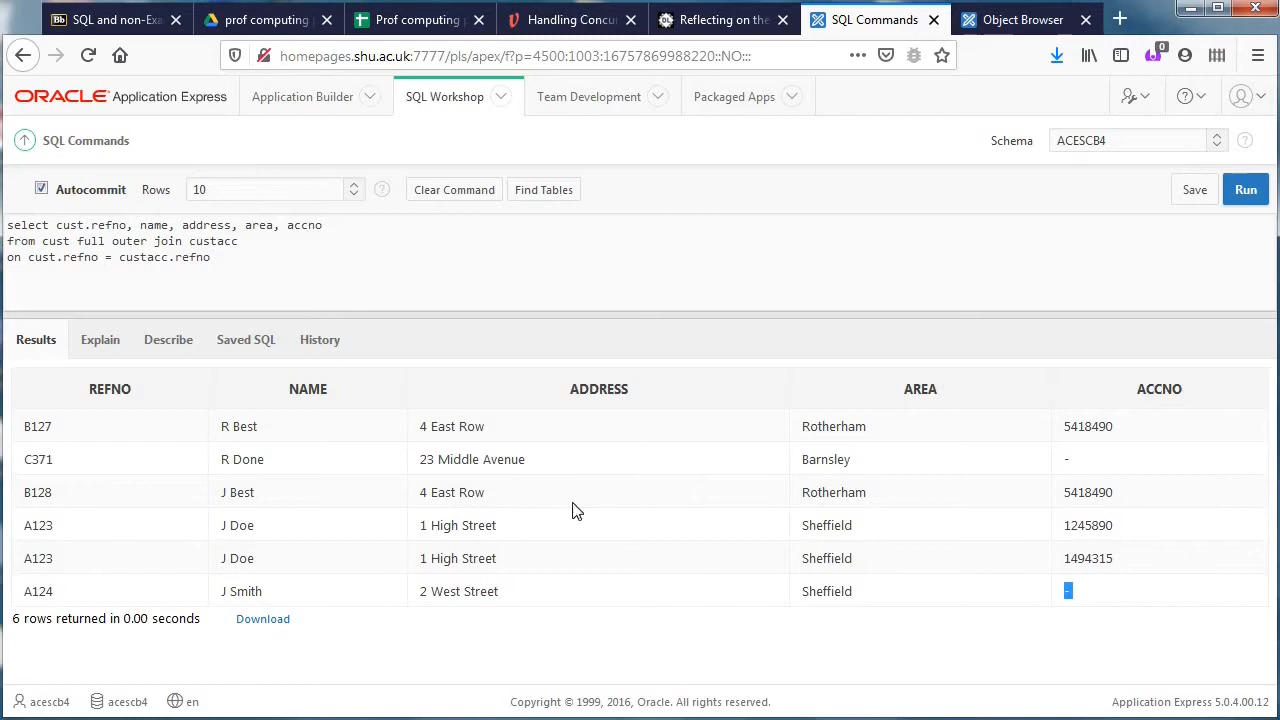 SQL and non-Exa
prof computing
Prof computing
Handling Concur
Reflecting on the
SQL Commands
Object Browser
homepages.shu.ac.uk:7777/pls/apex/f?p=4500:1003:16757869988220::NO:::
0
ORACLE Application Express
Application Builder
SQL Workshop
Team Development
Packaged Apps
SQL Commands
Schema
ACESCB4
Autocommit
Rows
10
Clear Command
Find Tables
Save
Run
select cust.refno, name, address, area, accno
from cust full outer join custacc
on cust.refno = custacc.refno
Results
Explain
Describe
Saved SQL
History
REFNO NAME ADDRESS AREA ACCNO
B127 R Best 4 East Row Rotherham 5418490
C371 R Done 23 Middle Avenue Barnsley -
B128 J Best 4 East Row Rotherham 5418490
A123 J Doe 1 High Street Sheffield 1245890
A123 J Doe 1 High Street Sheffield 1494315
A124 J Smith 2 West Street Sheffield -
6 rows returned in 0.00 seconds
Download
acescb4
acescb4
en
Copyright © 1999, 2016, Oracle. All rights reserved.
Application Express 5.0.4.00.12